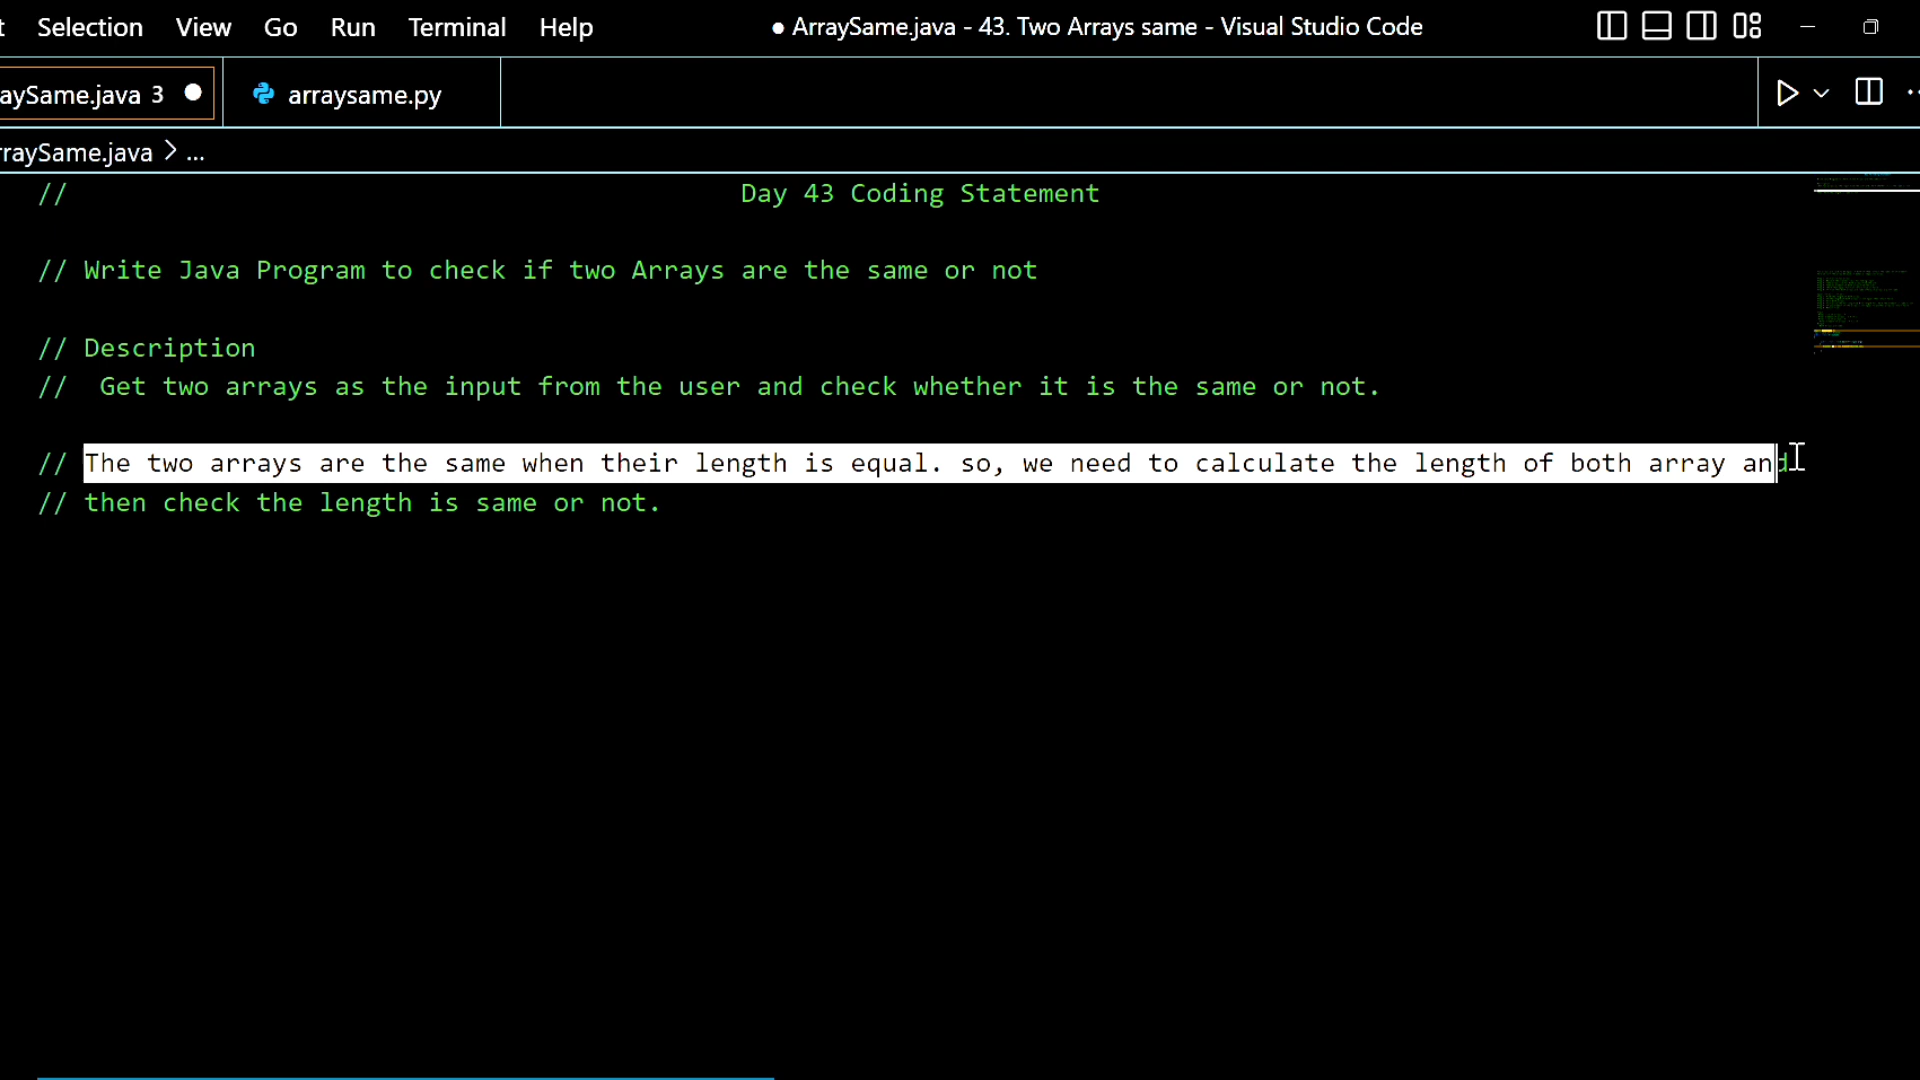 t Selection View Go Run Terminal Help ● ArraySame.java - 43. Two Arrays same - Visual Studio Code
aySame.java 3 ● arraysame.py
raySame.java > ...
// Day 43 Coding Statement
// Write Java Program to check if two Arrays are the same or not
// Description
// Get two arrays as the input from the user and check whether it is the same or not.
// The two arrays are the same when their length is equal. so, we need to calculate the length of both array and
// then check the length is same or not.